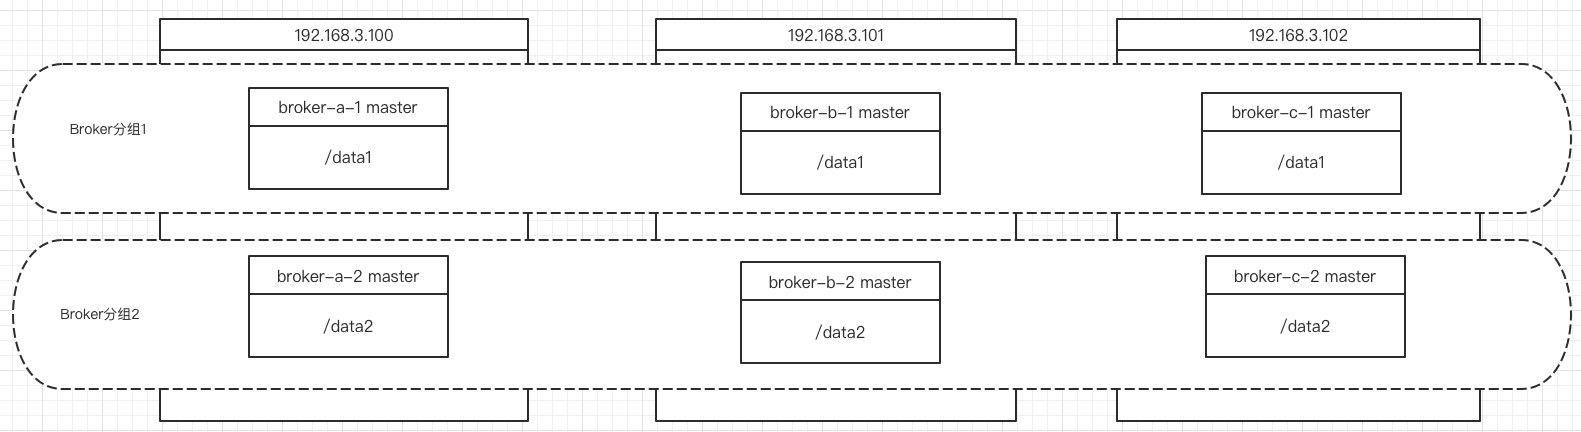 192.168.3.100
192.168.3.101
192.168.3.102
Broker分组1
broker-a-1 master
/data1
broker-b-1 master
/data1
broker-c-1 master
/data1
Broker分组2
broker-a-2 master
/data2
broker-b-2 master
/data2
broker-c-2 master
/data2